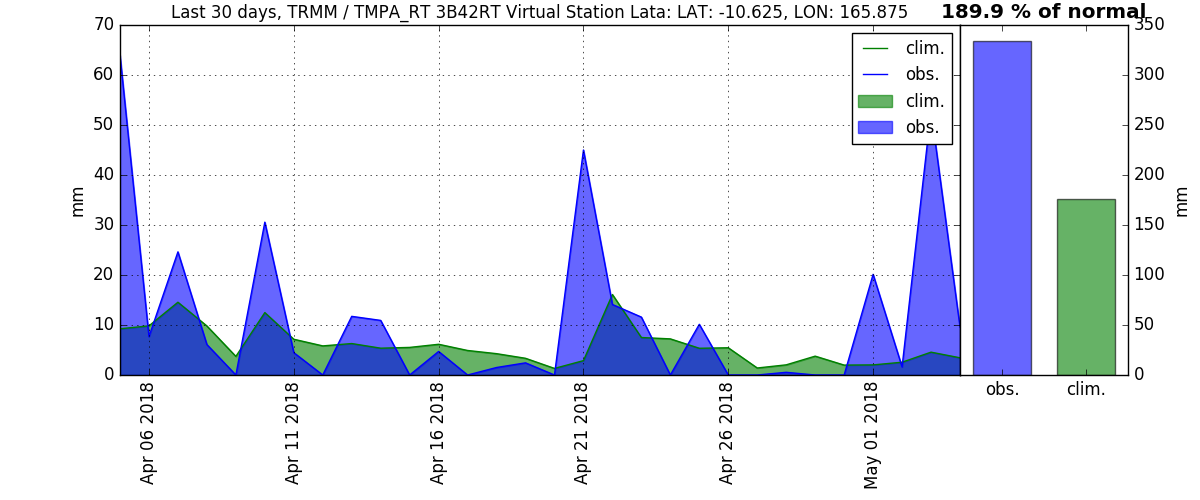 Last 30 days, TRMM / TMPA_RT 3B42RT Virtual Station Lata: LAT: -10.625, LON: 165.875
189.9 % of normal
70
60
50
40
30
20
10
0
mm
clim.
obs.
clim.
obs.
Apr 06 2018
Apr 11 2018
Apr 16 2018
Apr 21 2018
Apr 26 2018
May 01 2018
350
300
250
200
150
100
50
0
mm
obs.
clim.